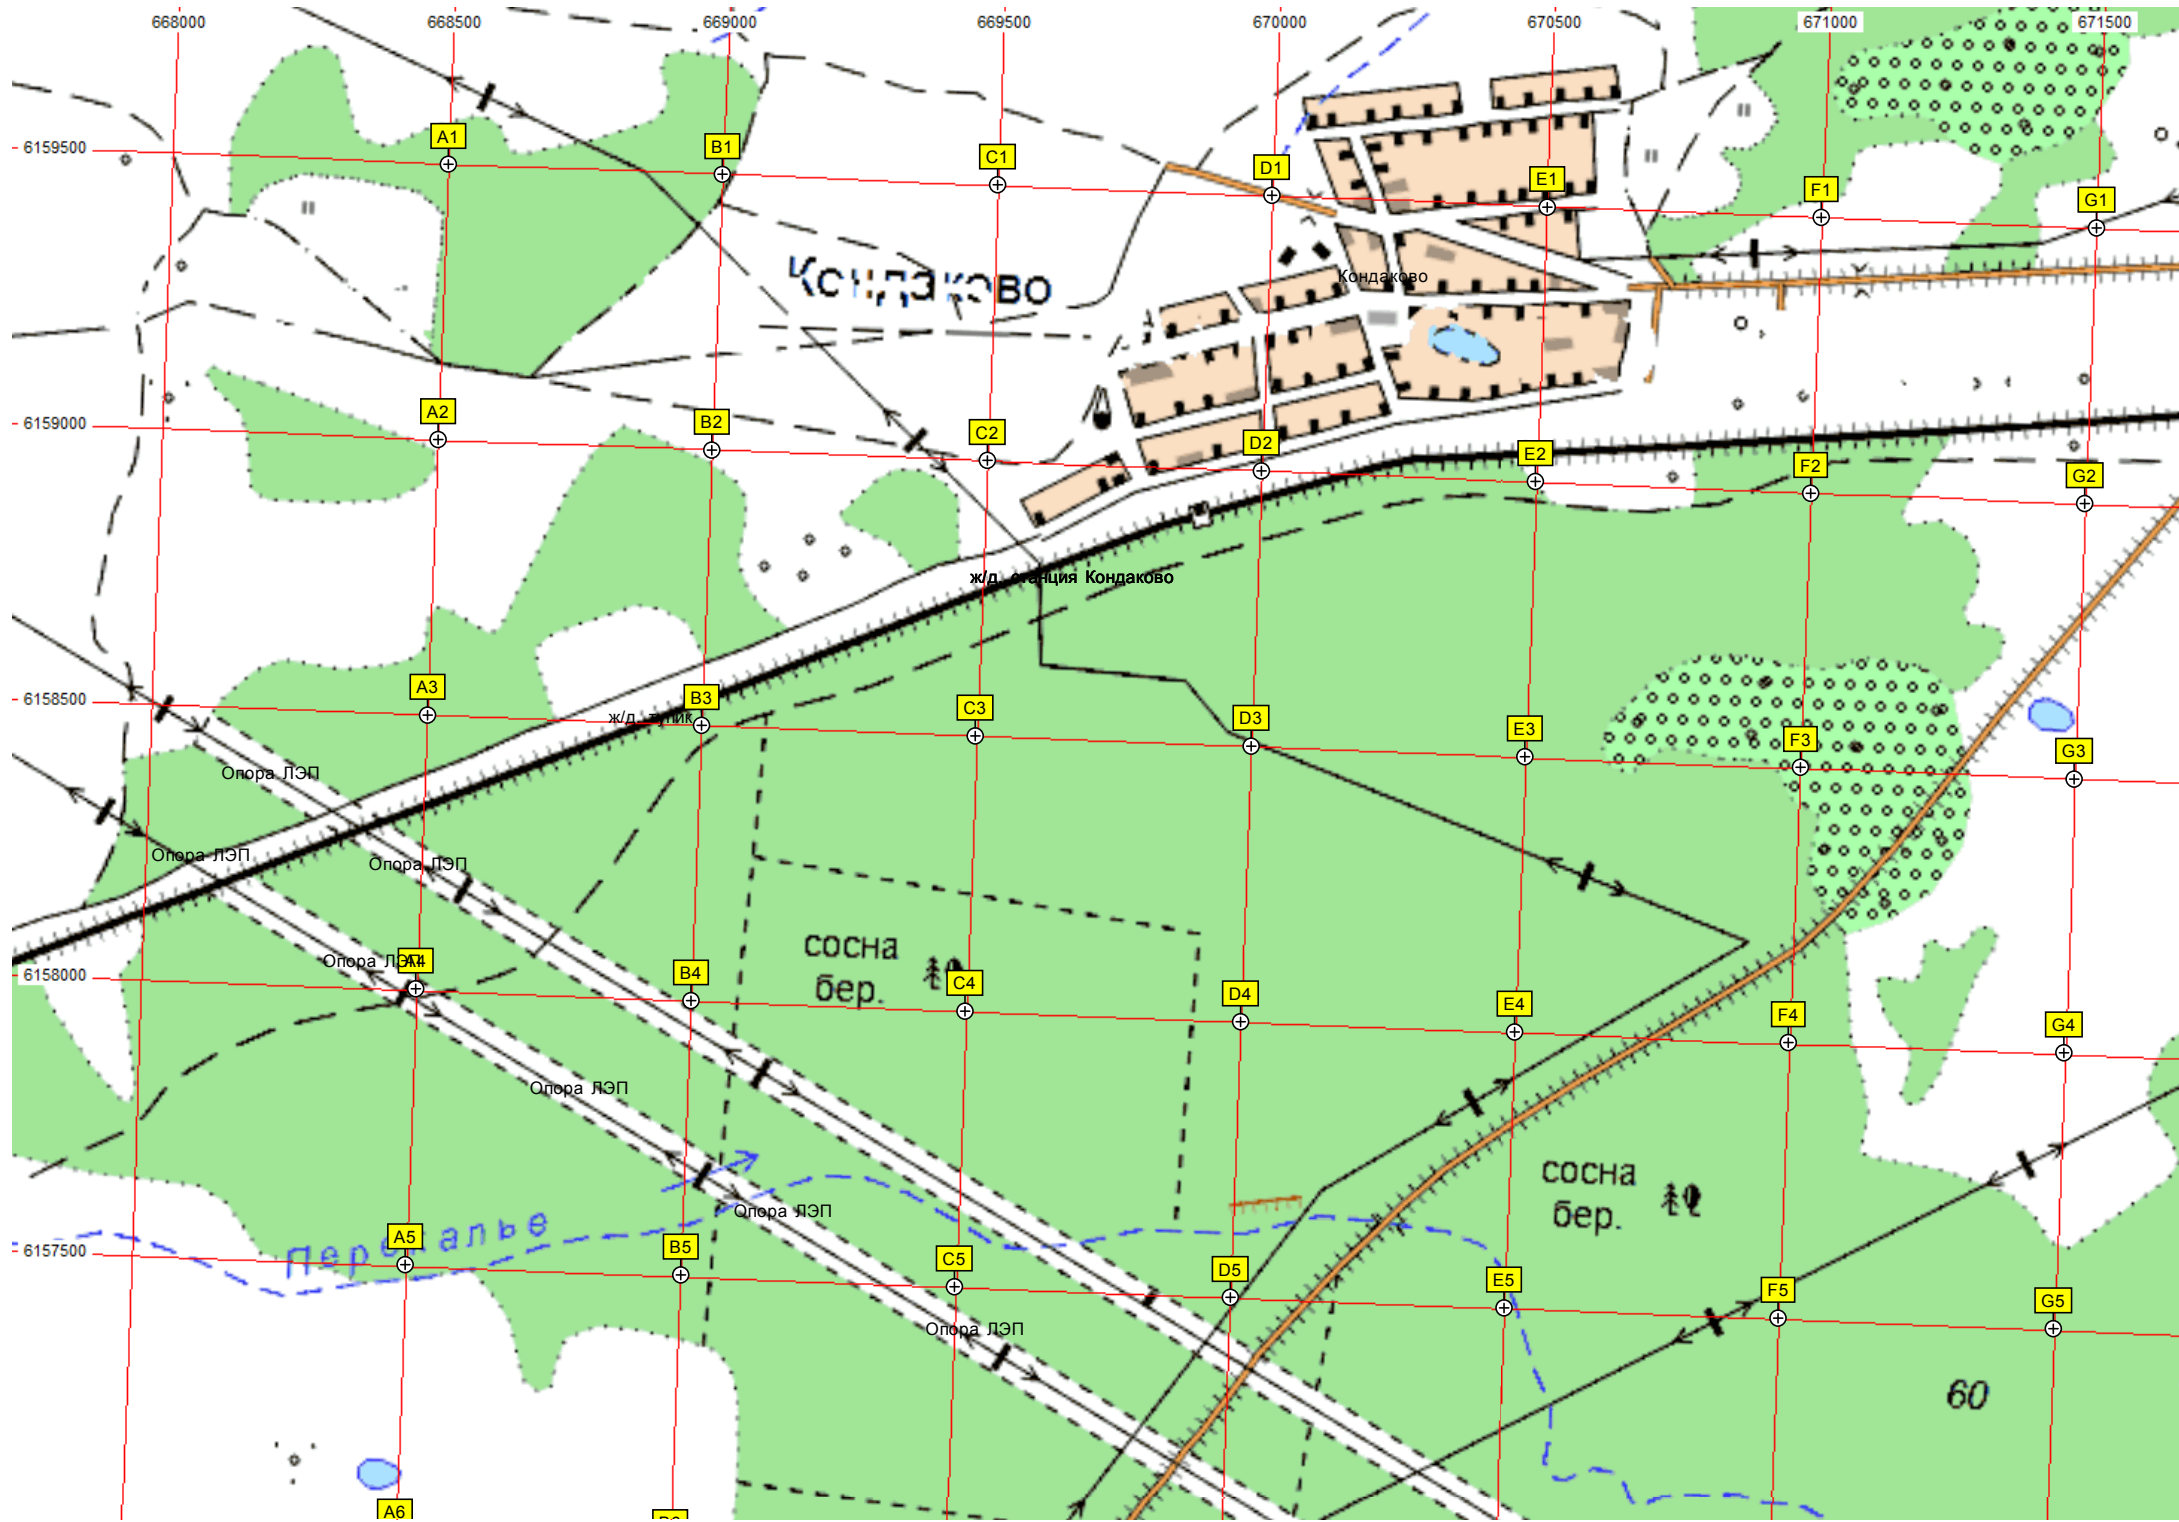 668000 668500 669000 669500 670000 670500 671000 671500
6159500
A1 B1 C1 D1 E1 F1 G1
Кондаково
Кондаково
6159000
A2 B2 C2 D2 E2 F2 G2
ж/д. станция Кондаково
6158500
A3 B3 C3 D3 E3 F3 G3
ж/д. тупик
Опора ЛЭП
Опора ЛЭП
Опора ЛЭП
сосна
бер.
Опора ЛЭП
6158000
A4 B4 C4 D4 E4 F4 G4
Опора ЛЭП
сосна
бер.
Опора ЛЭП
Перекалье
6157500
A5 B5 C5 D5 E5 F5 G5
Опора ЛЭП
60
A6